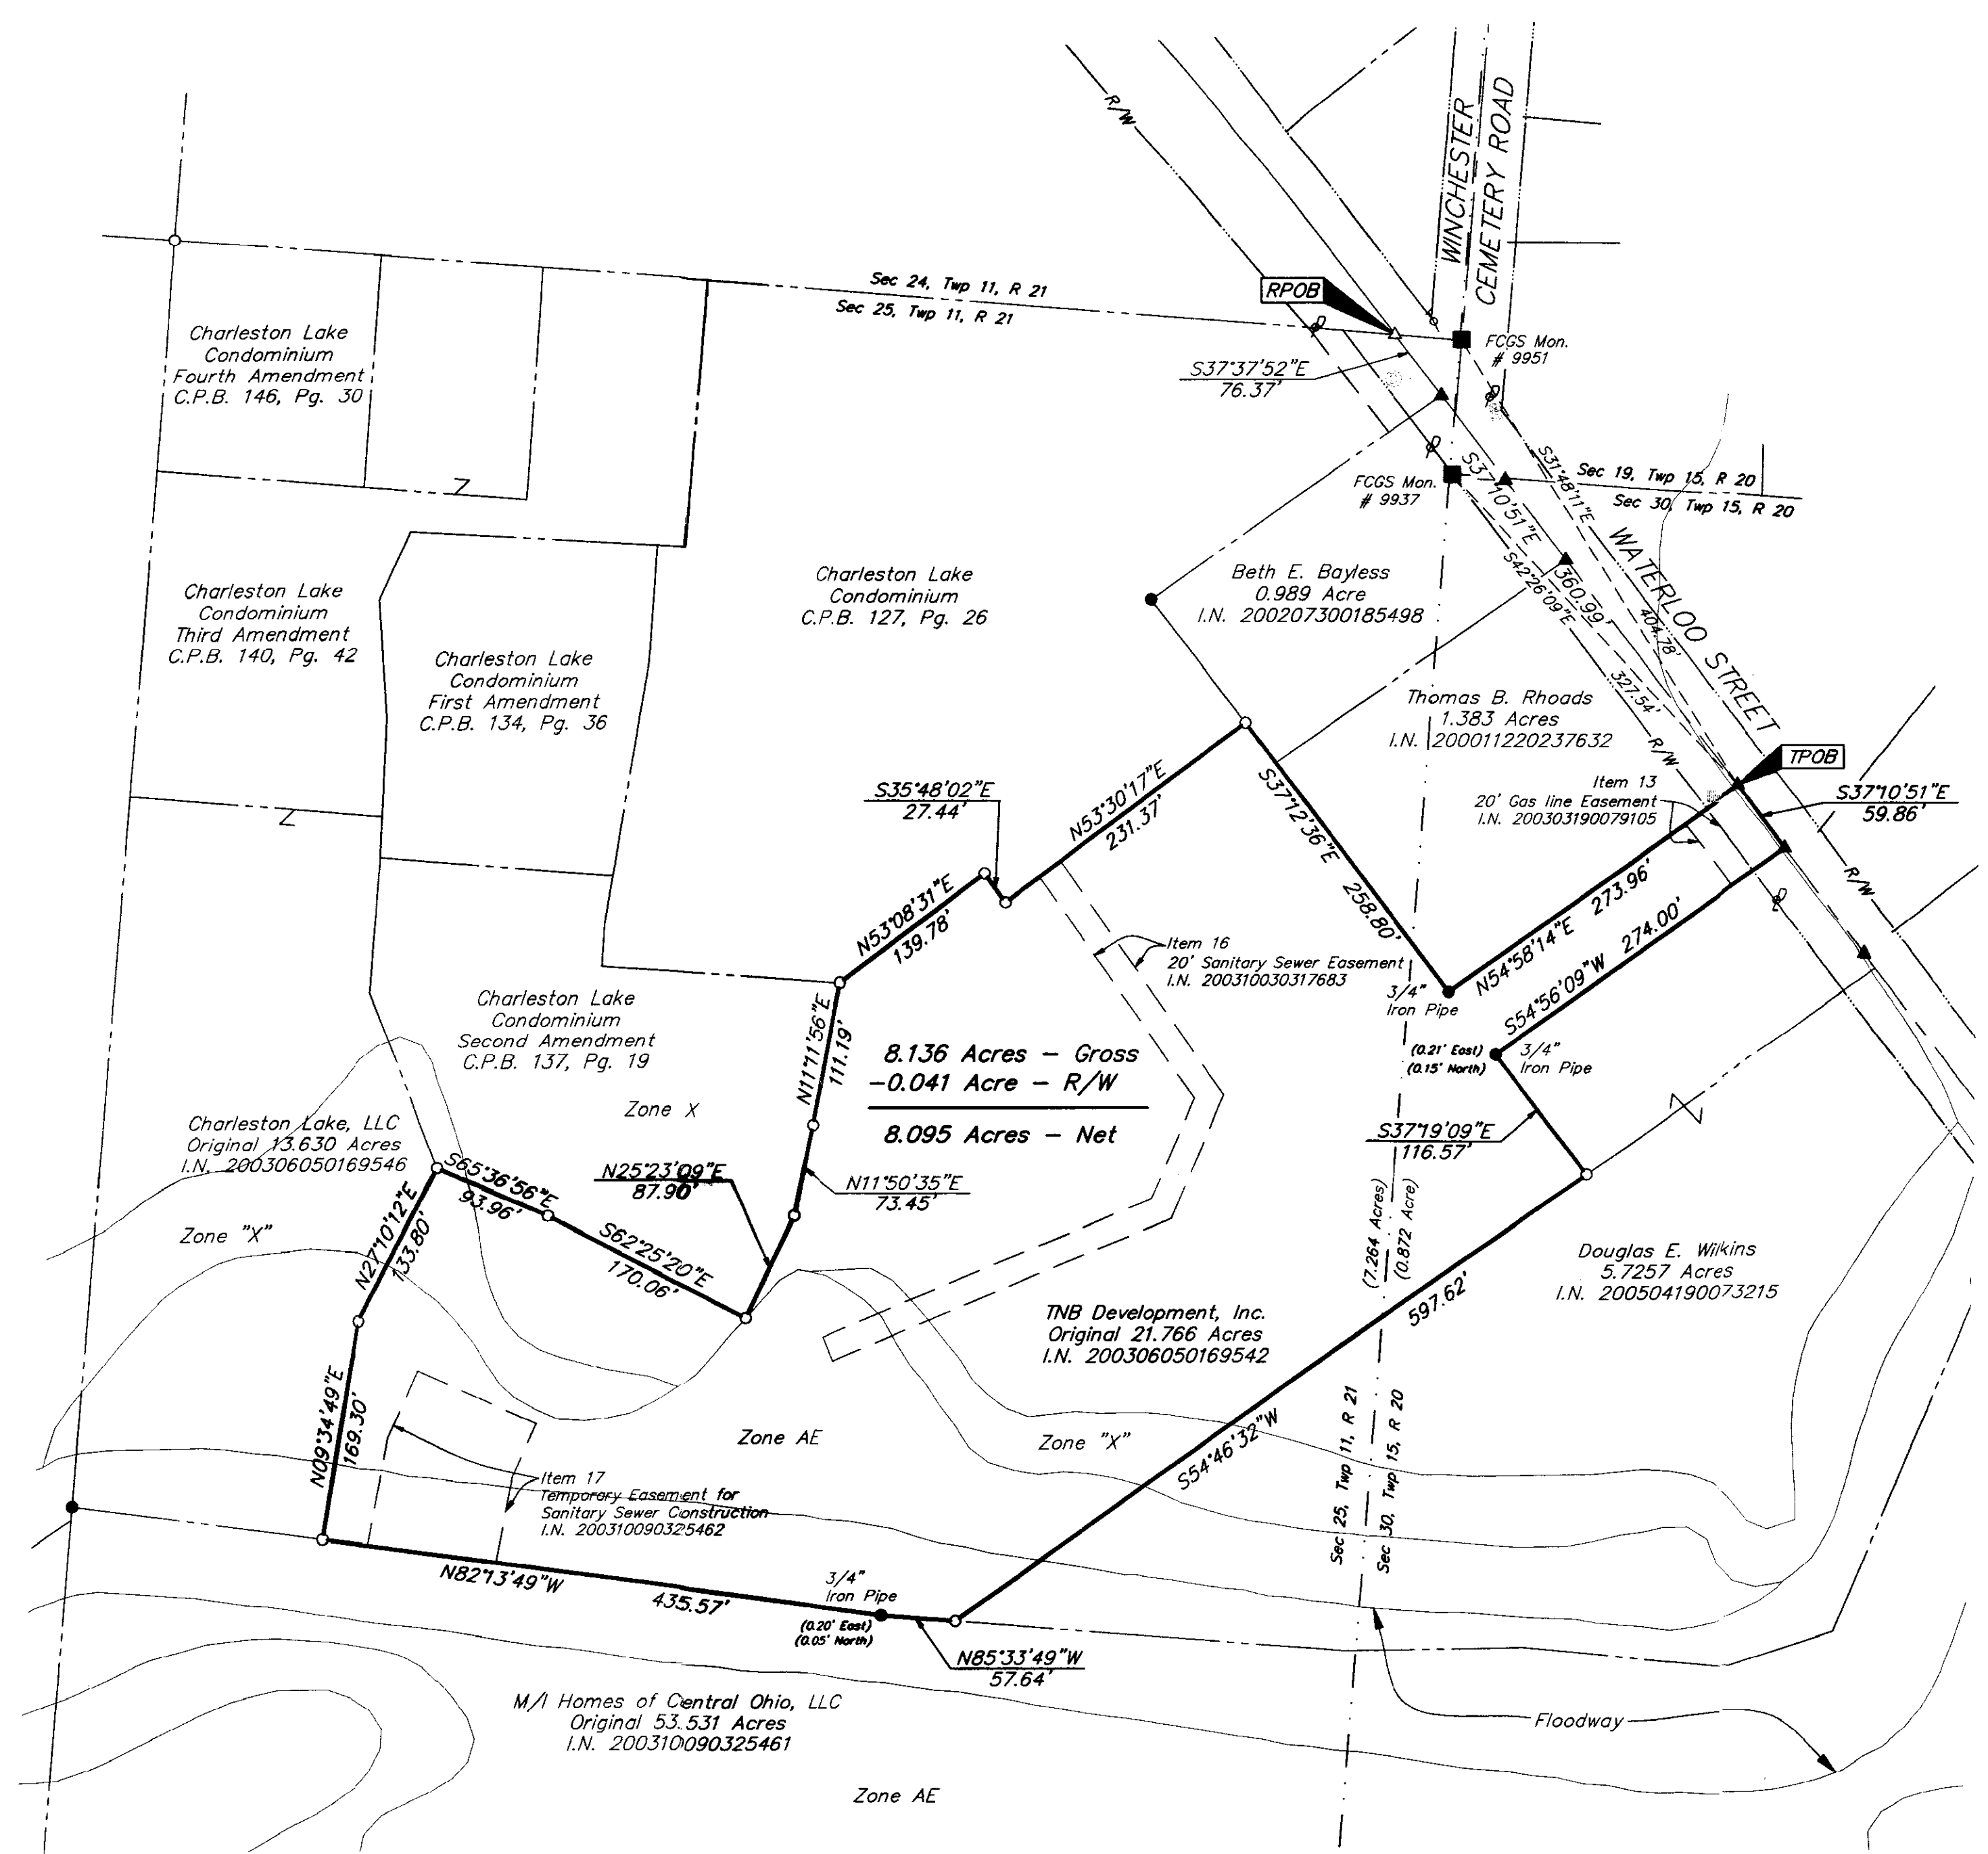 R/W
WINCHESTER
CEMETERY ROAD
Sec 24, Twp 11, R 21
Sec 25, Twp 11, R 21
RPOB
FCGS Mon.
# 9951
S37°37'52"E
76.37'
Charleston Lake
Condominium
Fourth Amendment
C.P.B. 146, Pg. 30
FCGS Mon.
# 9937
S37°10'51"E
360.99'
S31°48'11"E
404.78'
S42°26'09"E
327.54'
Sec 19, Twp 15, R 20
Sec 30, Twp 15, R 20
WATERLOO STREET
Charleston Lake
Condominium
Third Amendment
C.P.B. 140, Pg. 42
Charleston Lake
Condominium
First Amendment
C.P.B. 134, Pg. 36
Charleston Lake
Condominium
C.P.B. 127, Pg. 26
Beth E. Bayless
0.989 Acre
I.N. 200207300185498
Thomas B. Rhoads
1.383 Acres
I.N. 200011220237632
R/W
TPOB
Item 13
20' Gas line Easement
I.N. 200303190079105
S37°10'51"E
59.86'
R/W
S35°48'02"E
27.44'
N53°30'17"E
231.37'
S37°12'36"E
258.80'
N53°08'31"E
139.78'
N54°58'14"E 273.96'
S54°56'09"W 274.00'
Item 16
20' Sanitary Sewer Easement
I.N. 200310030317683
3/4"
Iron Pipe
(0.21' East)
(0.15' North)
3/4"
Iron Pipe
Charleston Lake
Condominium
Second Amendment
C.P.B. 137, Pg. 19
N11°11'56"E
111.19'
8.136 Acres - Gross
-0.041 Acre - R/W
8.095 Acres - Net
Zone X
Charleston Lake, LLC
Original 13.630 Acres
I.N. 200306050169546
S37°19'09"E
116.57'
S65°36'56"E
93.96'
N25°23'09"E
87.90'
N11°50'35"E
73.45'
N27°10'12"E
133.80'
Zone "X"
S62°25'20"E
170.06'
(7.264 Acres)
(0.872 Acre)
Douglas E. Wilkins
5.7257 Acres
I.N. 200504190073215
TNB Development, Inc.
Original 21.766 Acres
I.N. 200306050169542
S54°46'32"W
597.62'
N09°34'49"E
169.30'
Zone AE
Zone "X"
Sec 25, Twp 11, R 21
Sec 30, Twp 15, R 20
Item 17
Temporary Easement for
Sanitary Sewer Construction
I.N. 200310090325462
N82°13'49"W
435.57'
3/4"
Iron Pipe
(0.20' East)
(0.05' North)
N85°33'49"W
57.64'
M/I Homes of Central Ohio, LLC
Original 53.531 Acres
I.N. 200310090325461
Floodway
Zone AE